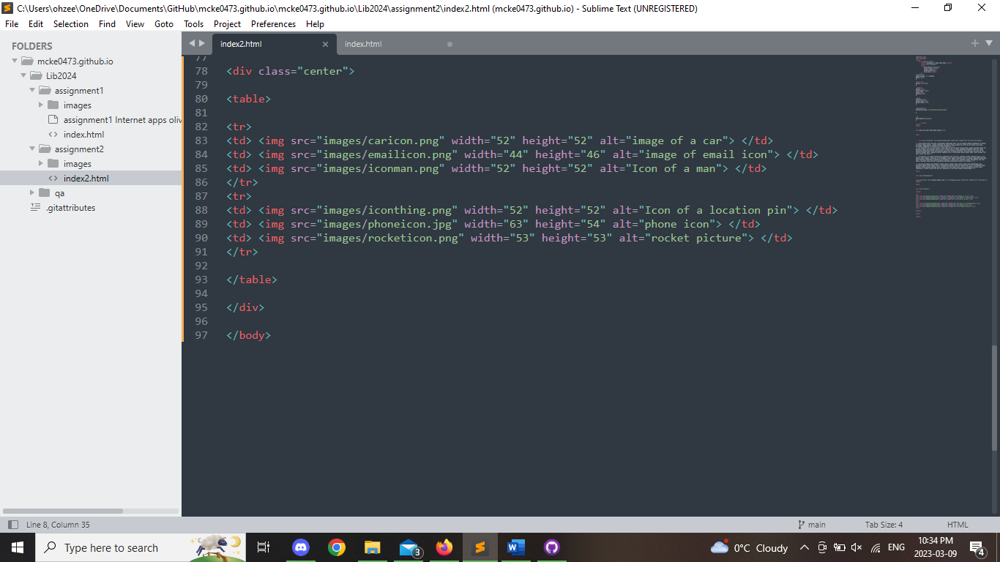 C:\Users\ohzee\OneDrive\Documents\GitHub\mcke0473.github.io\mcke0473.github.io\Lib2024\assignment2\index2.html (mcke0473.github.io) - Sublime Text (UNREGISTERED)
File Edit Selection Find View Goto Tools Project Preferences Help
FOLDERS
mcke0473.github.io
Lib2024
assignment1
images
assignment1 Internet apps oliv
index.html
assignment2
images
index2.html
qa
.gitattributes
index2.html
index.html
77
78 <div class="center">
79
80 <table>
81
82 <tr>
83 <td> <img src="images/caricon.png" width="52" height="52" alt="image of a car"> </td>
84 <td> <img src="images/emailicon.png" width="44" height="46" alt="image of email icon"> </td>
85 <td> <img src="images/iconman.png" width="52" height="52" alt="Icon of a man"> </td>
86 </tr>
87 <tr>
88 <td> <img src="images/iconthing.png" width="52" height="52" alt="Icon of a location pin"> </td>
89 <td> <img src="images/phoneicon.jpg" width="63" height="54" alt="phone icon"> </td>
90 <td> <img src="images/rocketicon.png" width="53" height="53" alt="rocket picture"> </td>
91 </tr>
92
93 </table>
94
95 </div>
96
97 </body>
Line 8, Column 35
main
Tab Size: 4
HTML
Type here to search
3
0°C Cloudy
ENG
10:34 PM
2023-03-09
4